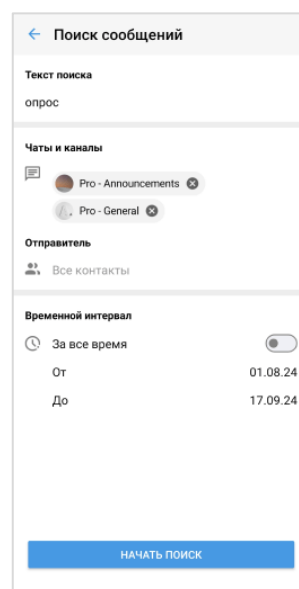 Поиск сообщений
Текст поиска
опрос
Чаты и каналы
Pro - Announcements
Pro - General
Отправитель
Все контакты
Временной интервал
За все время
От 01.08.24
До 17.09.24
НАЧАТЬ ПОИСК